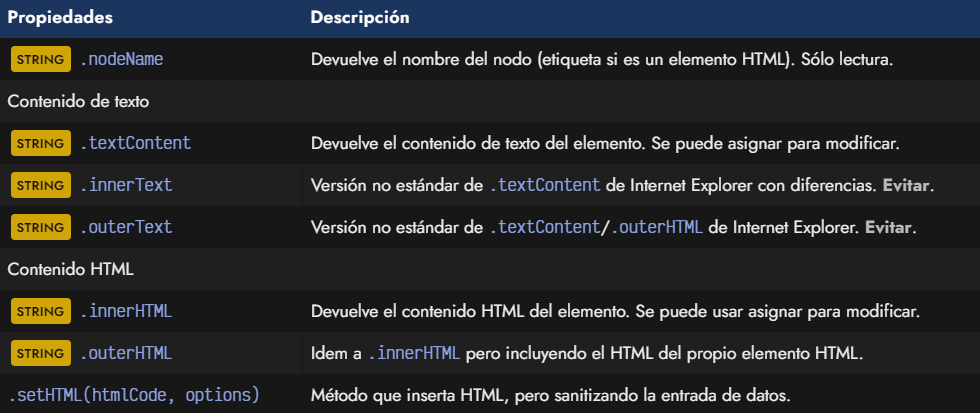 Propiedades Descripción
STRING .nodeName Devuelve el nombre del nodo (etiqueta si es un elemento HTML). Sólo lectura.
Contenido de texto
STRING .textContent Devuelve el contenido de texto del elemento. Se puede asignar para modificar.
STRING .innerText Versión no estándar de .textContent de Internet Explorer con diferencias. Evitar.
STRING .outerText Versión no estándar de .textContent/.outerHTML de Internet Explorer. Evitar.
Contenido HTML
STRING .innerHTML Devuelve el contenido HTML del elemento. Se puede usar asignar para modificar.
STRING .outerHTML Idem a .innerHTML pero incluyendo el HTML del propio elemento HTML.
.setHTML(htmlCode, options) Método que inserta HTML, pero sanitizando la entrada de datos.